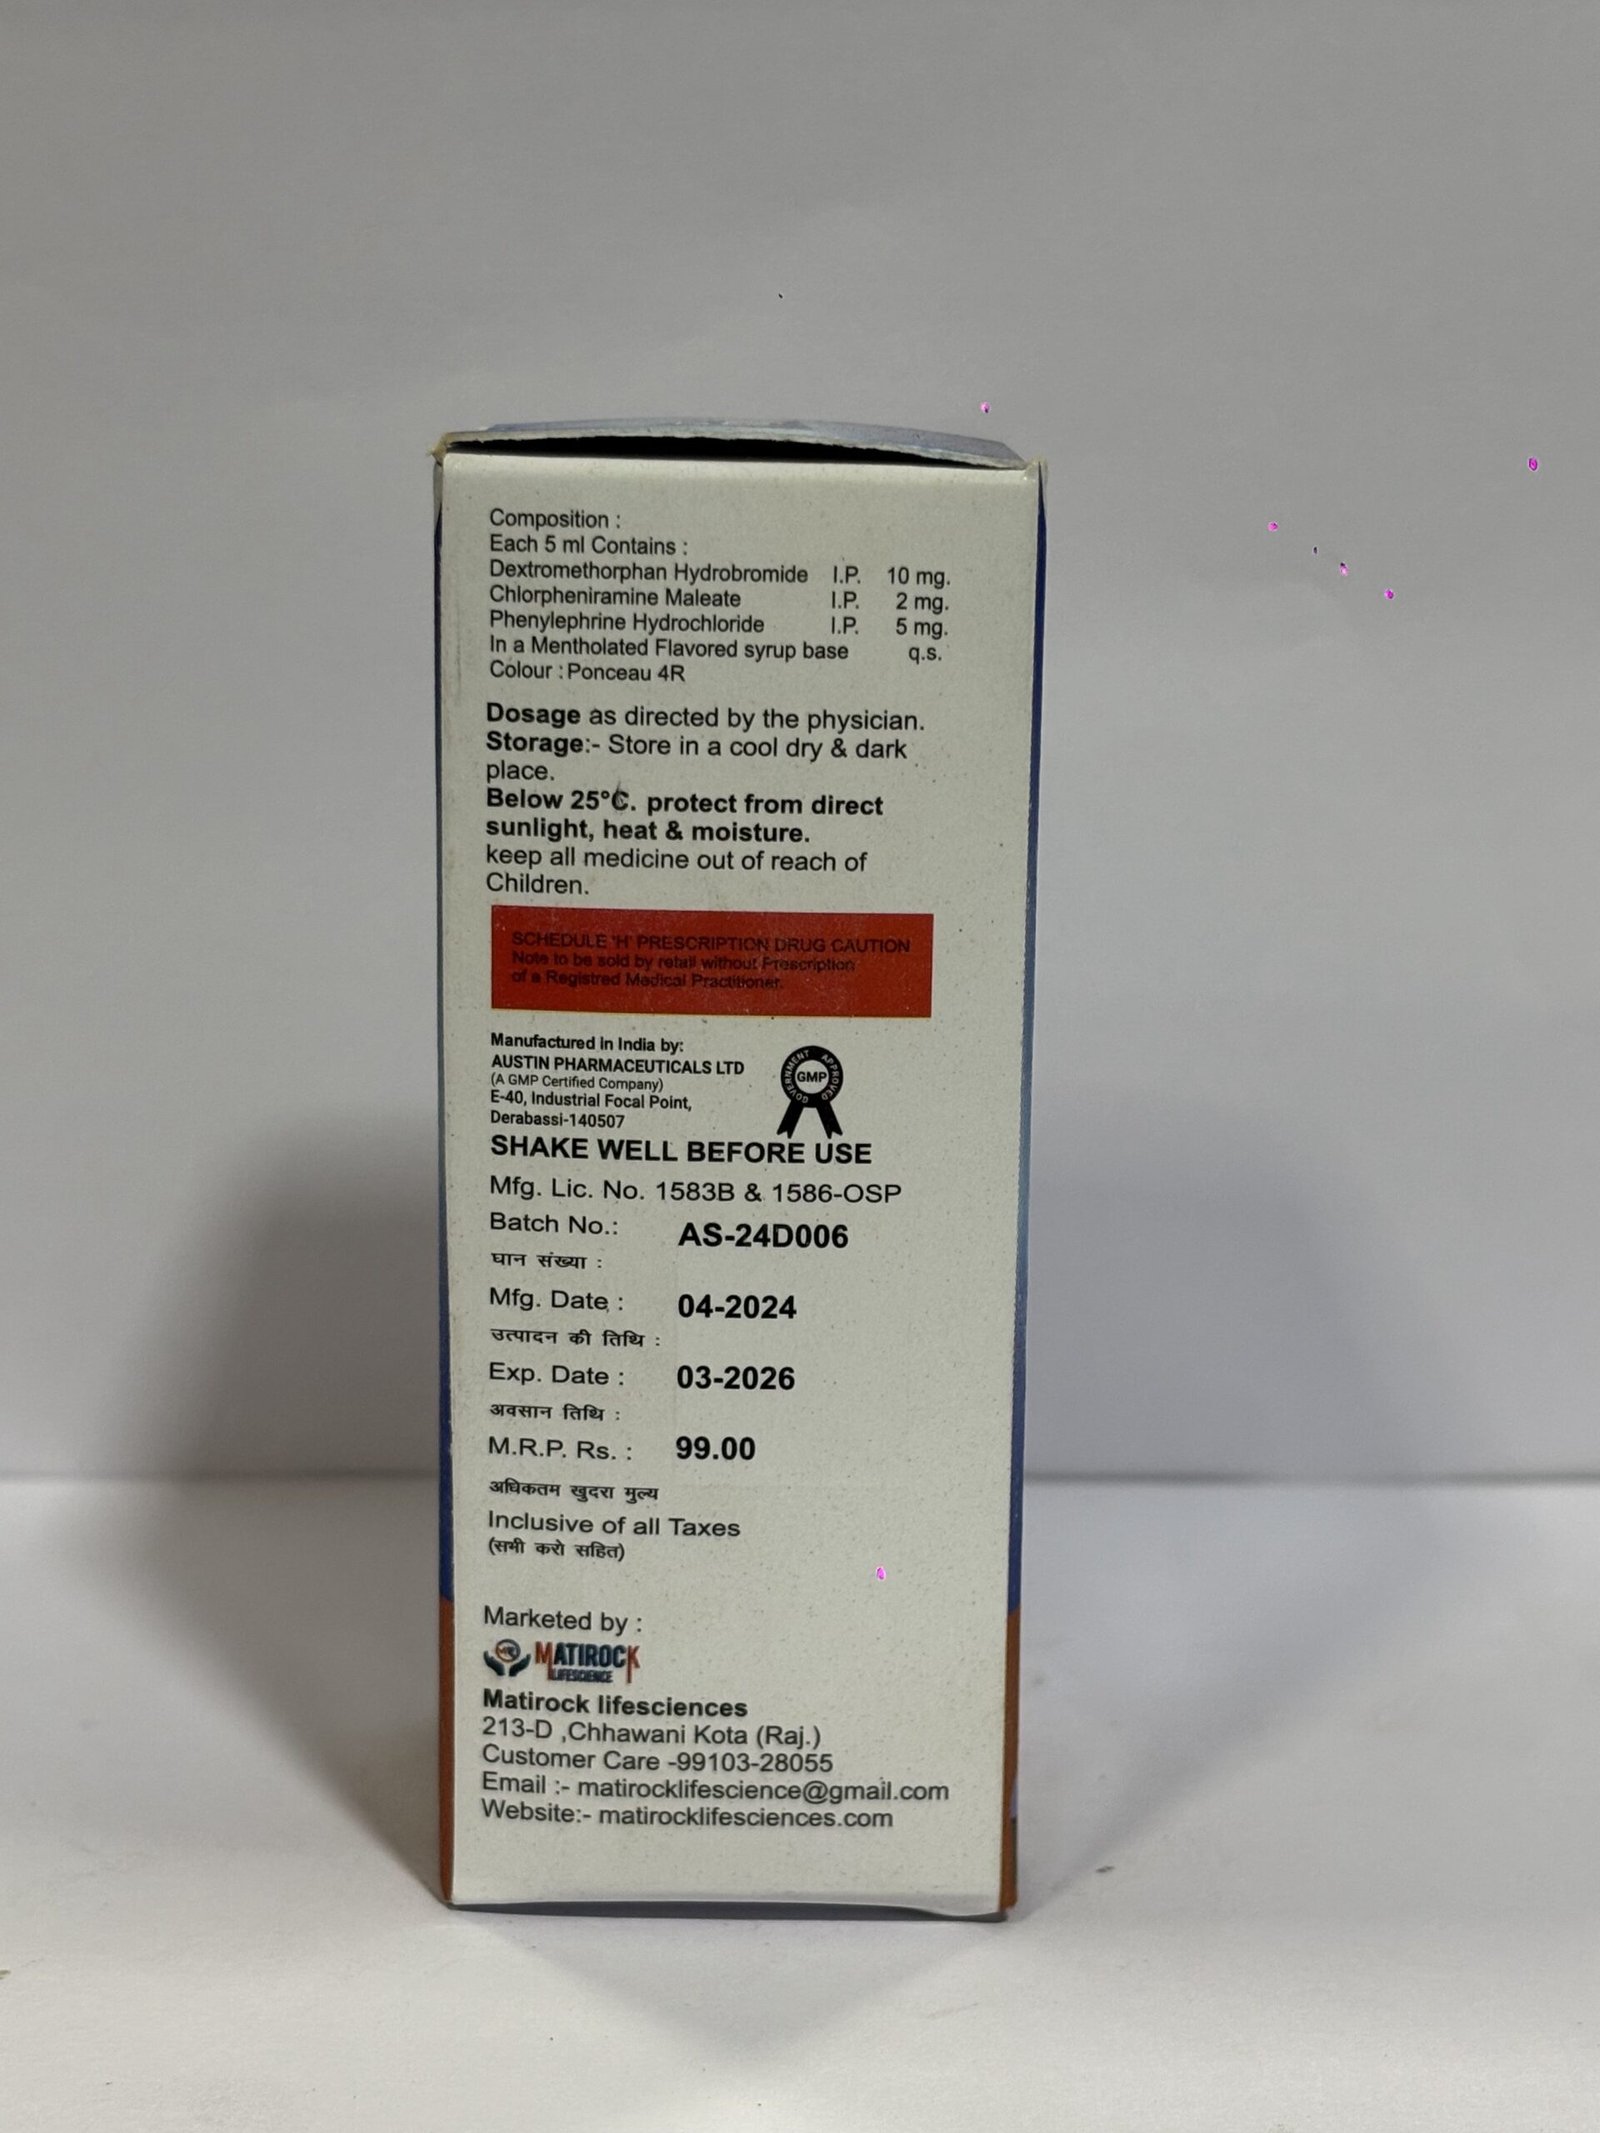 Composition :
Each 5 ml Contains :
Dextromethorphan Hydrobromide I.P. 10 mg.
Chlorpheniramine Maleate I.P. 2 mg.
Phenylephrine Hydrochloride I.P. 5 mg.
In a Mentholated Flavored syrup base q.s.
Colour : Ponceau 4R
Dosage as directed by the physician.
Storage:- Store in a cool dry & dark
place.
Below 25°C. protect from direct
sunlight, heat & moisture.
keep all medicine out of reach of
Children.
SCHEDULE 'H' PRESCRIPTION DRUG CAUTION
Note to be sold by retail without Prescription
of a Registred Medical Practitioner.
Manufactured in India by:
AUSTIN PHARMACEUTICALS LTD
(A GMP Certified Company)
E-40, Industrial Focal Point,
Derabassi-140507
GOVERNMENT APPROVED
GMP
SHAKE WELL BEFORE USE
Mfg. Lic. No. 1583B & 1586-OSP
Batch No.: AS-24D006
घान संख्या :
Mfg. Date : 04-2024
उत्पादन की तिथि :
Exp. Date : 03-2026
अवसान तिथि :
M.R.P. Rs. : 99.00
अधिकतम खुदरा मुल्य
Inclusive of all Taxes
(सभी करो सहित)
Marketed by :
MATIROCK
LIFESCIENCE
Matirock lifesciences
213-D ,Chhawani Kota (Raj.)
Customer Care -99103-28055
Email :- matirocklifescience@gmail.com
Website:- matirocklifesciences.com